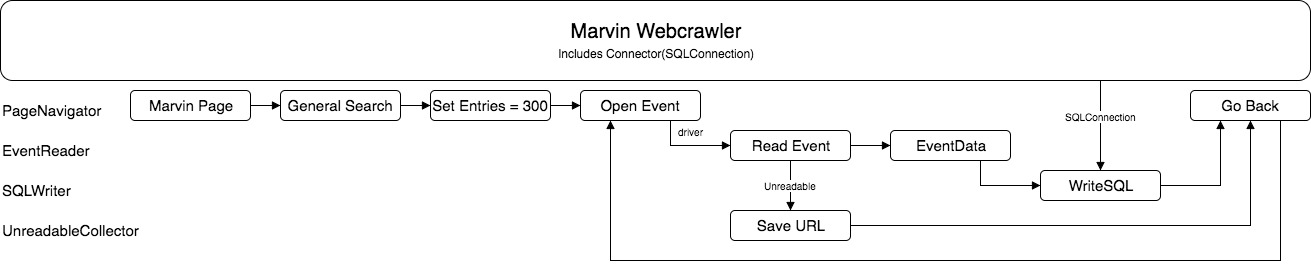 Marvin Webcrawler
Includes Connector(SQLConnection)
PageNavigator
Marvin Page
General Search
Set Entries = 300
Open Event
Go Back
SQLConnection
driver
EventReader
Read Event
EventData
SQLWriter
Unreadable
WriteSQL
UnreadableCollector
Save URL